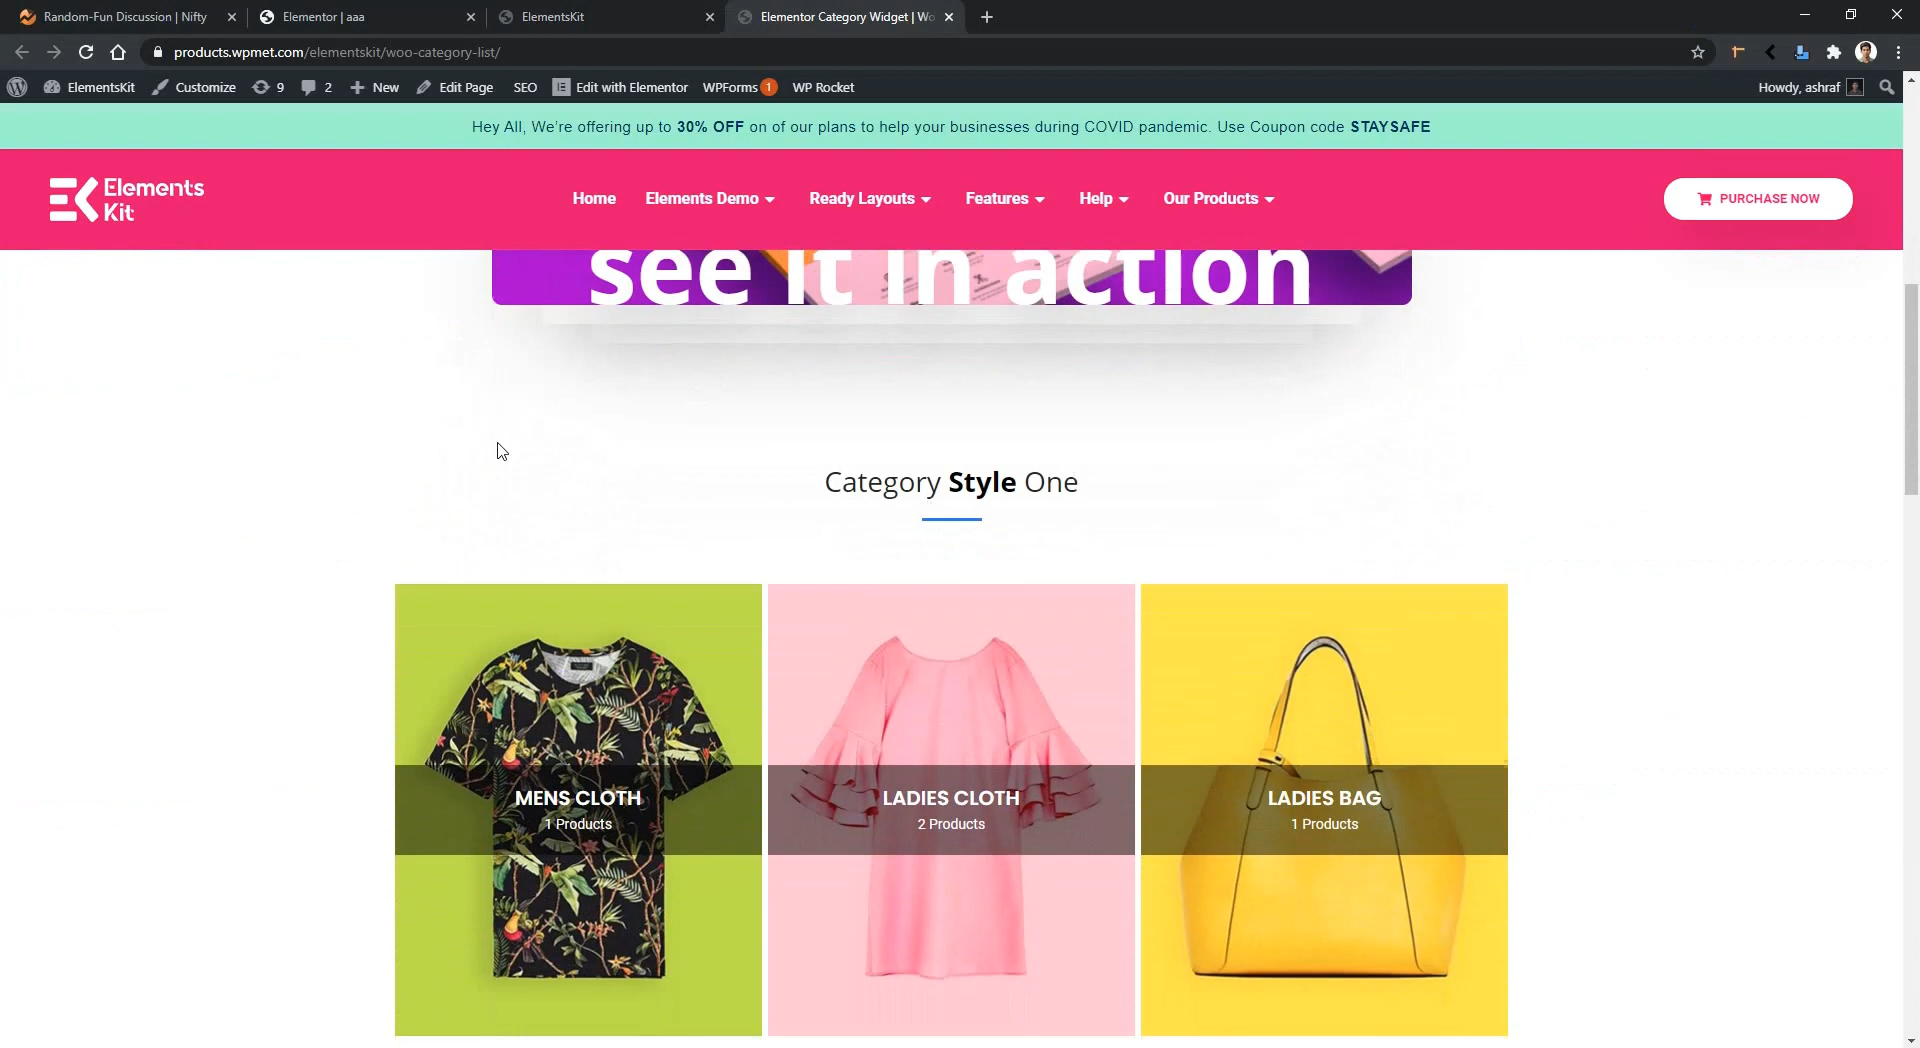 Random-Fun Discussion | Nifty
Elementor | aaa
ElementsKit
Elementor Category Widget | Wo
products.wpmet.com/elementskit/woo-category-list/
ElementsKit
Customize
9
2
New
Edit Page
SEO
Edit with Elementor
WPForms 1
WP Rocket
Howdy, ashraf
Hey All, We're offering up to 30% OFF on of our plans to help your businesses during COVID pandemic. Use Coupon code STAYSAFE
Elements
Kit
Home
Elements Demo
Ready Layouts
Features
Help
Our Products
PURCHASE NOW
see it in action
Category Style One
MENS CLOTH
1 Products
LADIES CLOTH
2 Products
LADIES BAG
1 Products